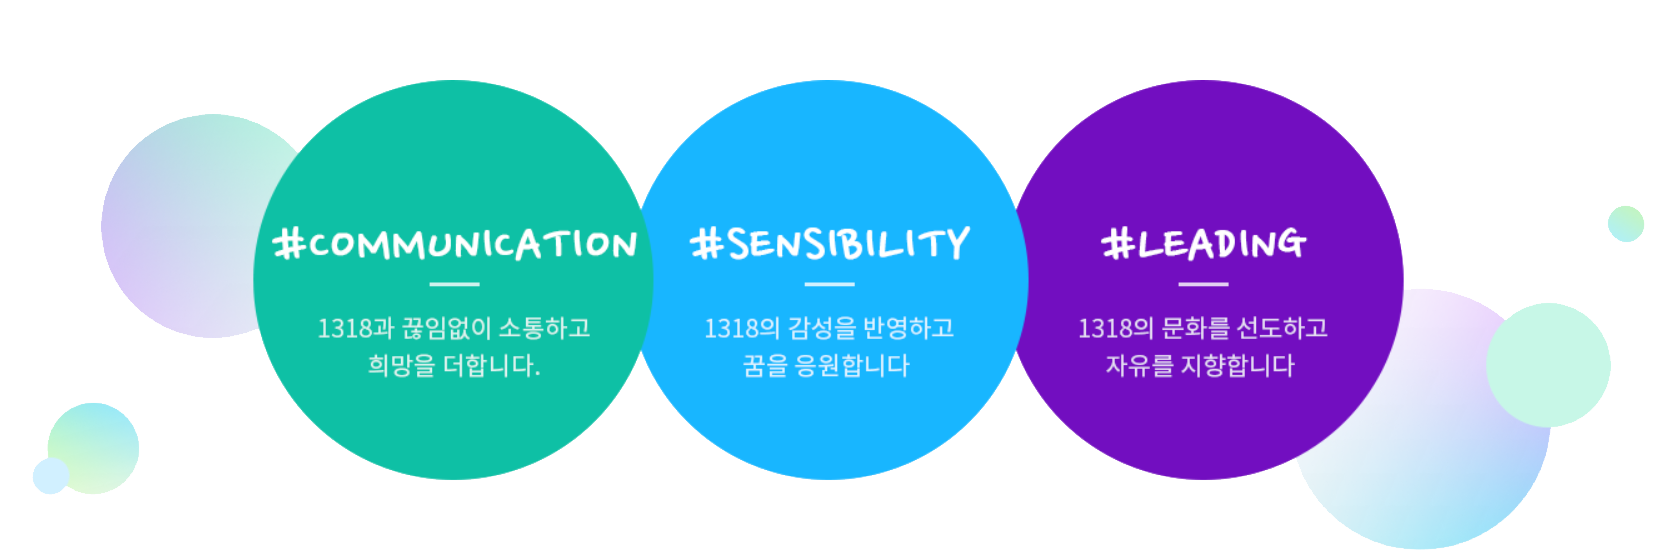 #COMMUNICATION
1318과 끊임없이 소통하고
희망을 더합니다.
#SENSIBILITY
1318의 감성을 반영하고
꿈을 응원합니다
#LEADING
1318의 문화를 선도하고
자유를 지향합니다